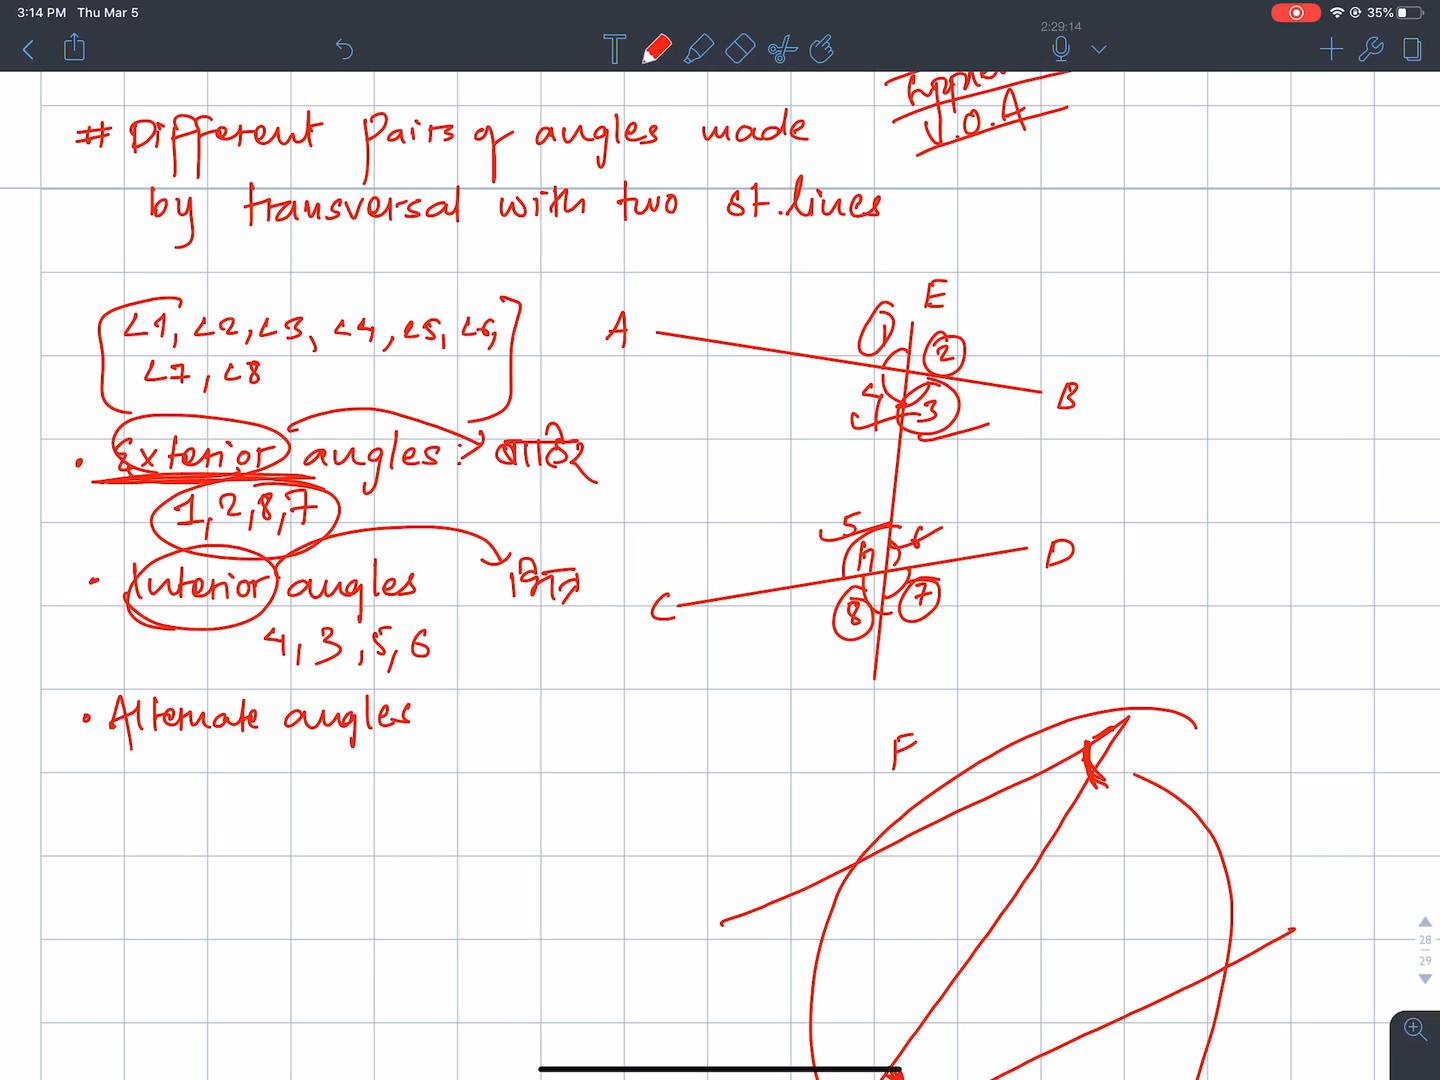 3:14 PM Thu Mar 5
35%
2:29:14
V.O.A
# Different Pairs of angles made
by transversal with two st.lines
∠1, ∠2, ∠3, ∠4, ∠5, ∠6,
∠7, ∠8
• Exterior angles :→ बाहिर
1, 2, 8, 7
• Interior angles → भित्र
4, 3, 5, 6
• Alternate angles
E
A
1
2
4
3
B
5
6
D
C
8
7
F
28
29